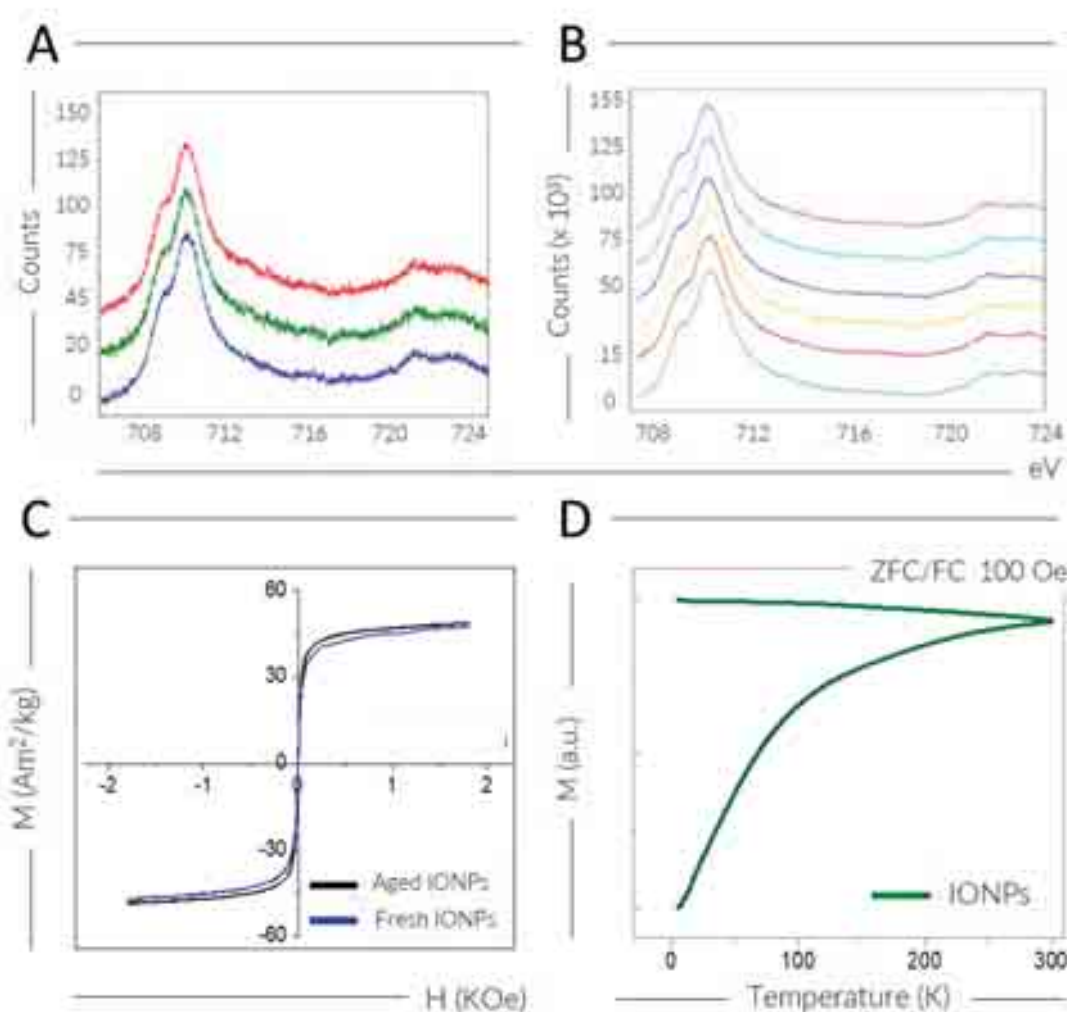 A
B
Counts
150
125
100
75
45
20
0
708 712 716 720 724
Counts (x 10³)
155
125
100
75
50
15
0
708 712 716 720 724
eV
C
D
M (Am²/kg)
60
30
0
-30
-60
-2 -1 1 2
Aged IONPs
Fresh IONPs
H (KOe)
ZFC/FC 100 Oe
M (a.u.)
IONPs
0 100 200 300
Temperature (K)